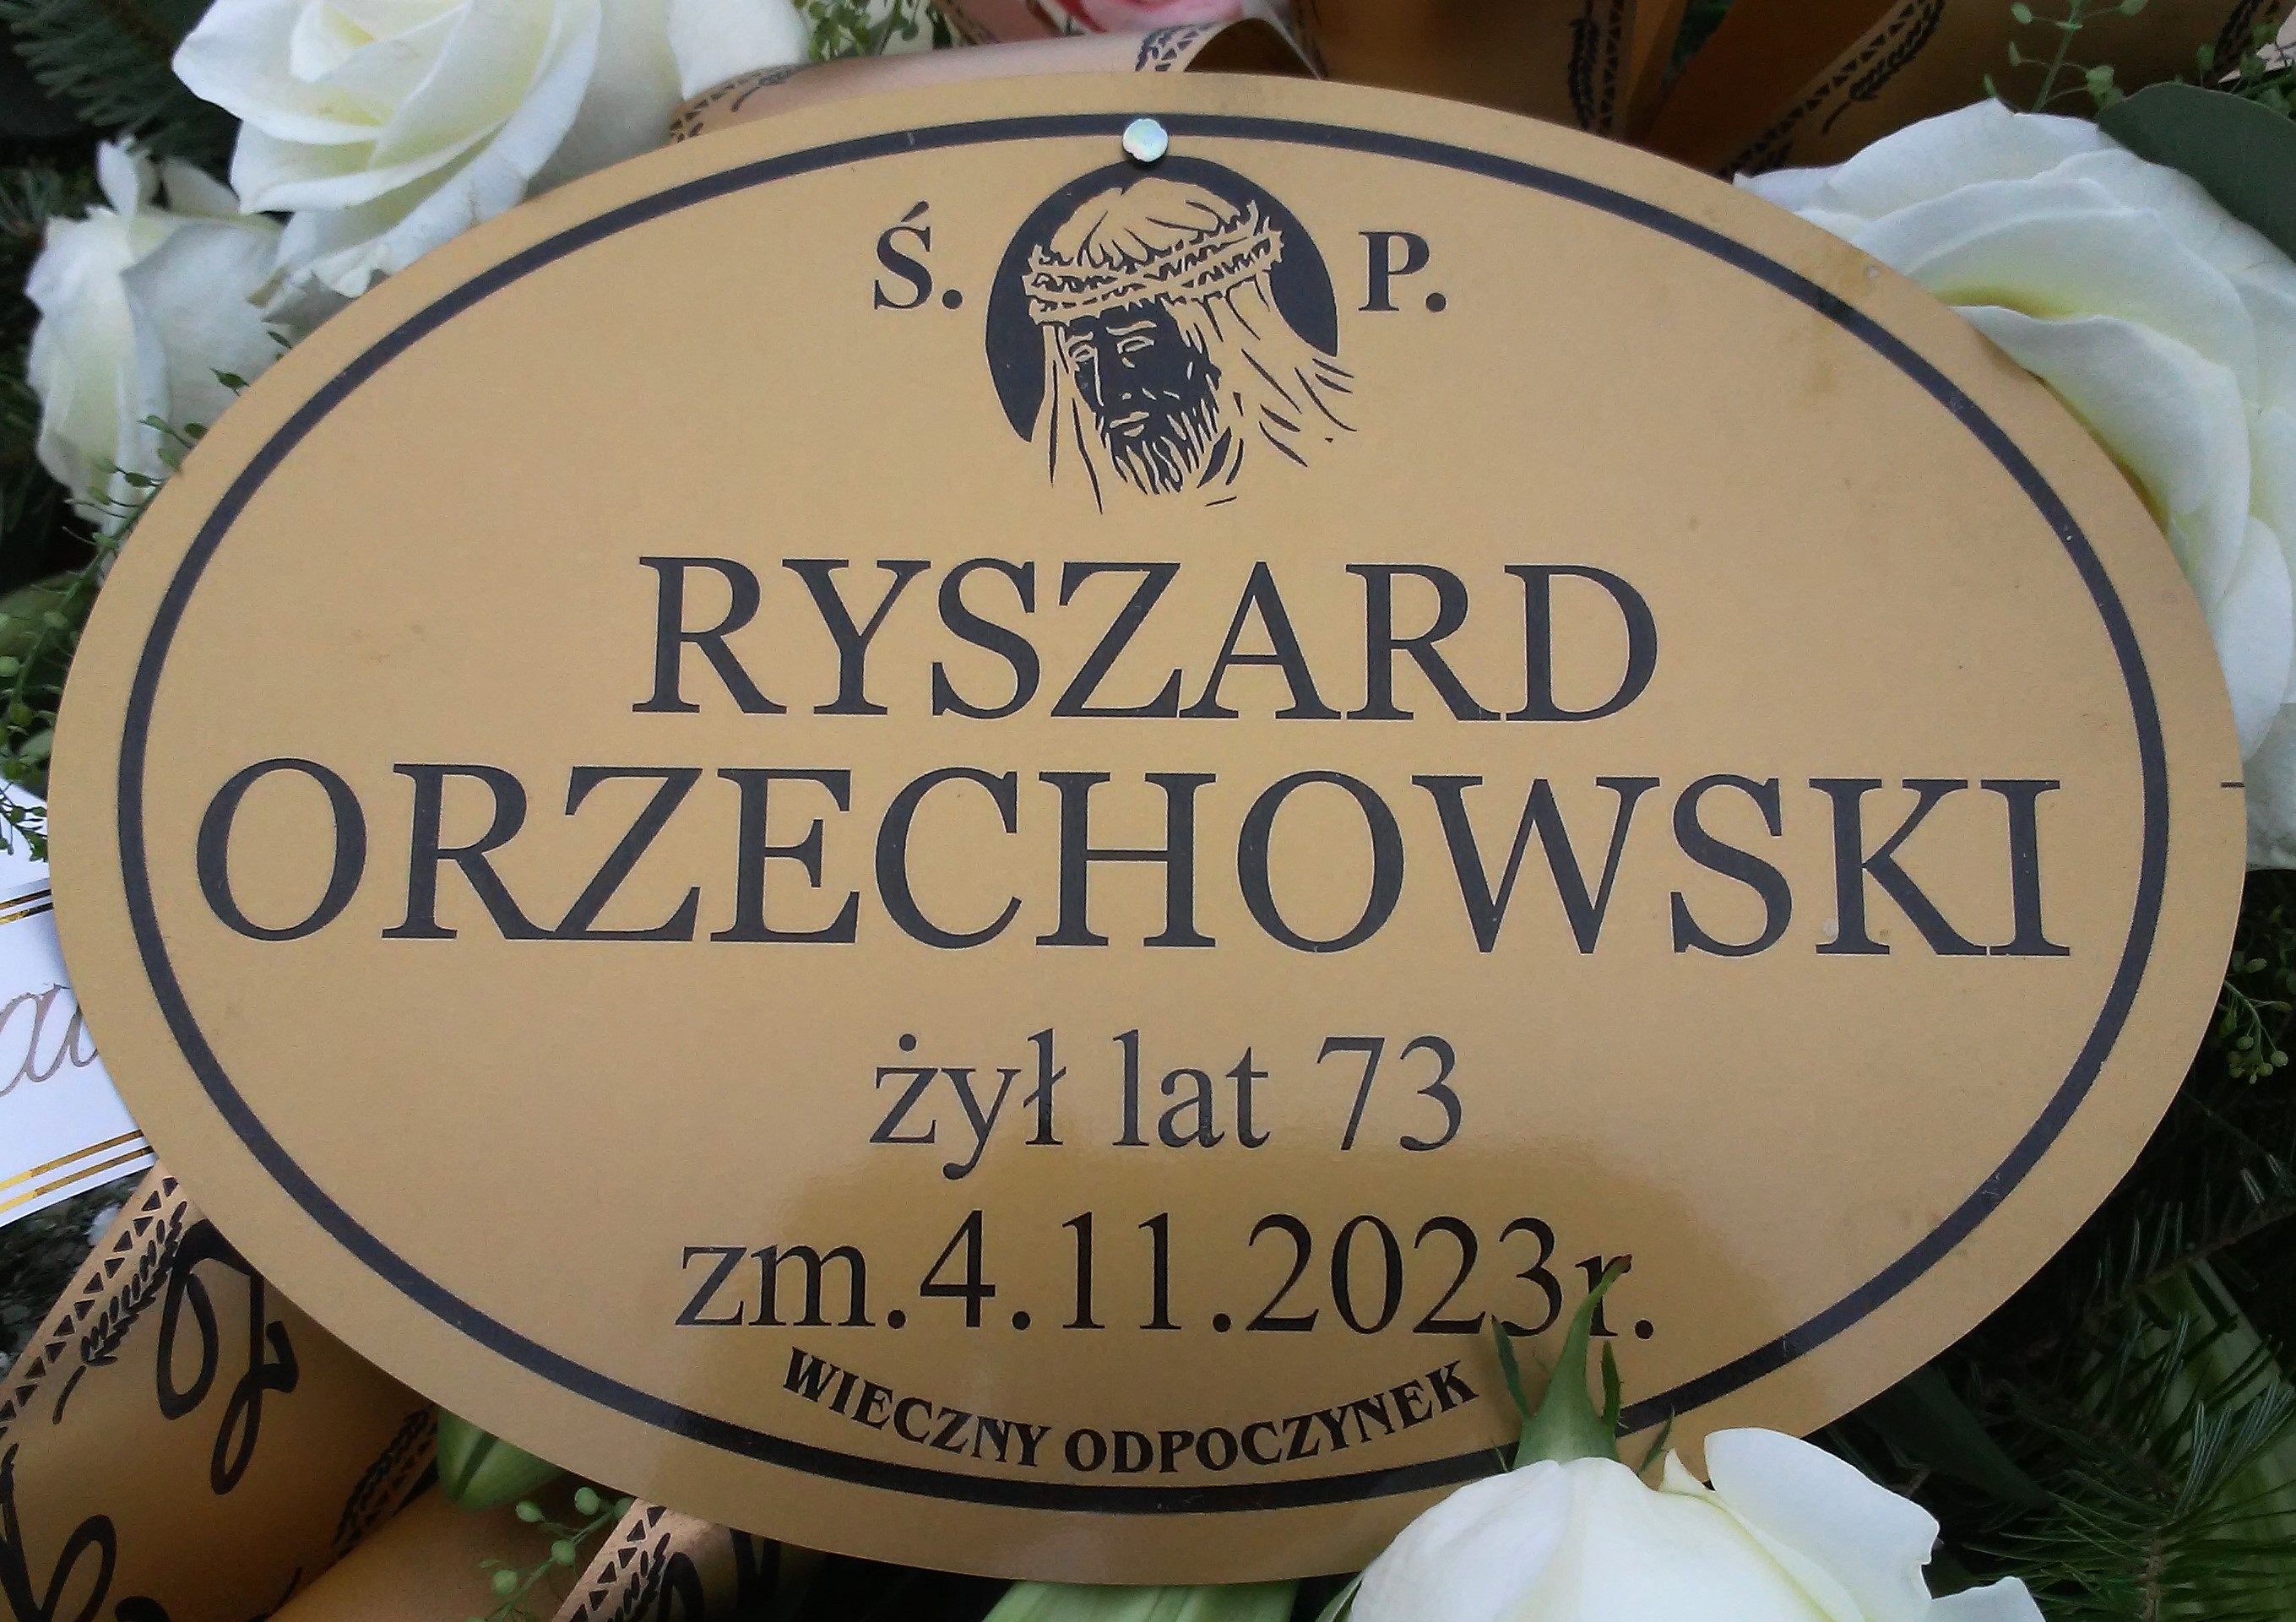 Ś. P.
RYSZARD
ORZECHOWSKI
żył lat 73
zm.4.11.2023r.
WIECZNY ODPOCZYNEK